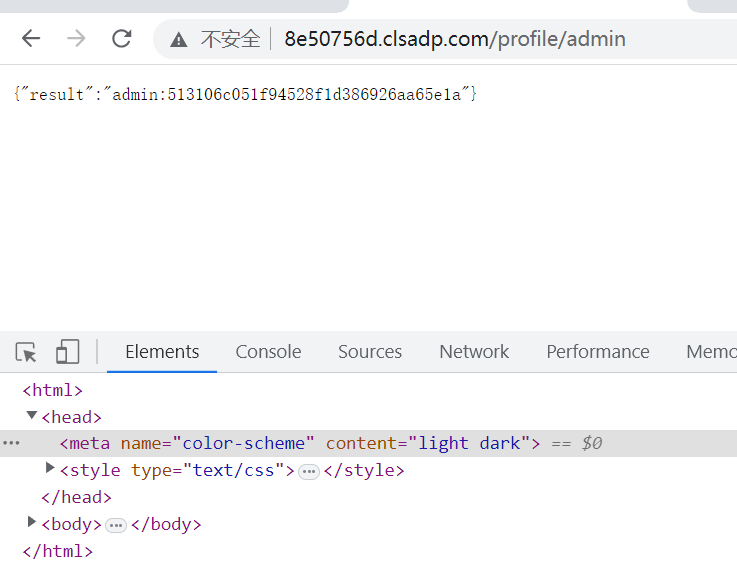 不安全 8e50756d.clsadp.com/profile/admin
{"result":"admin:513106c051f94528f1d386926aa65e1a"}
Elements Console Sources Network Performance Memo
<html>
<head>
<meta name="color-scheme" content="light dark"> == $0
<style type="text/css">…</style>
</head>
<body>…</body>
</html>